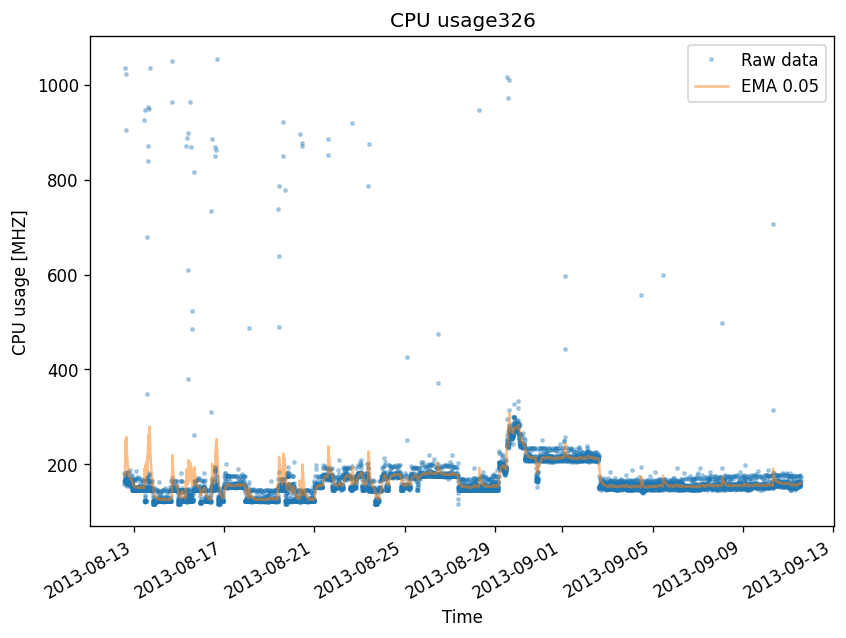 CPU usage326
Raw data
EMA 0.05
CPU usage [MHZ]
1000
800
600
400
200
2013-08-13
2013-08-17
2013-08-21
2013-08-25
2013-08-29
2013-09-01
2013-09-05
2013-09-09
2013-09-13
Time